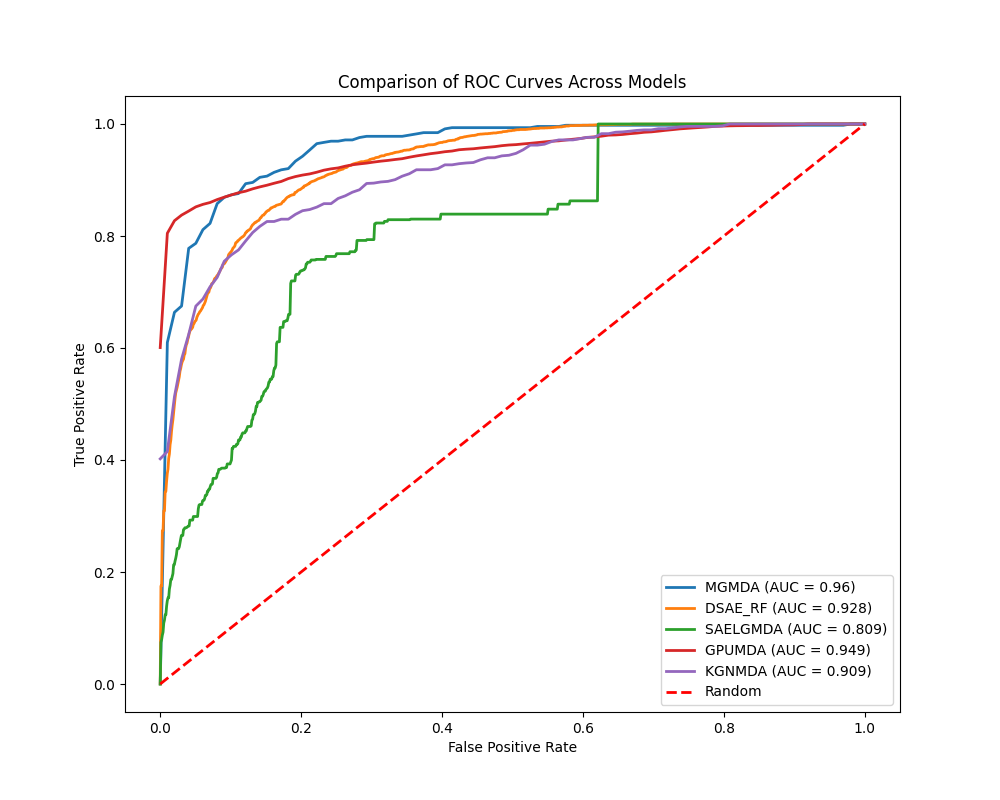 Comparison of ROC Curves Across Models
True Positive Rate
1.0
0.8
0.6
0.4
0.2
0.0
0.0 0.2 0.4 0.6 0.8 1.0
False Positive Rate
MGMDA (AUC = 0.96)
DSAE_RF (AUC = 0.928)
SAELGMDA (AUC = 0.809)
GPUMDA (AUC = 0.949)
KGNMDA (AUC = 0.909)
Random